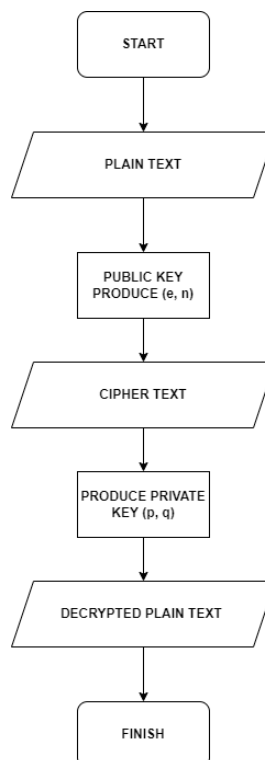 START
PLAIN TEXT
PUBLIC KEY
PRODUCE (e, n)
CIPHER TEXT
PRODUCE PRIVATE
KEY (p, q)
DECRYPTED PLAIN TEXT
FINISH